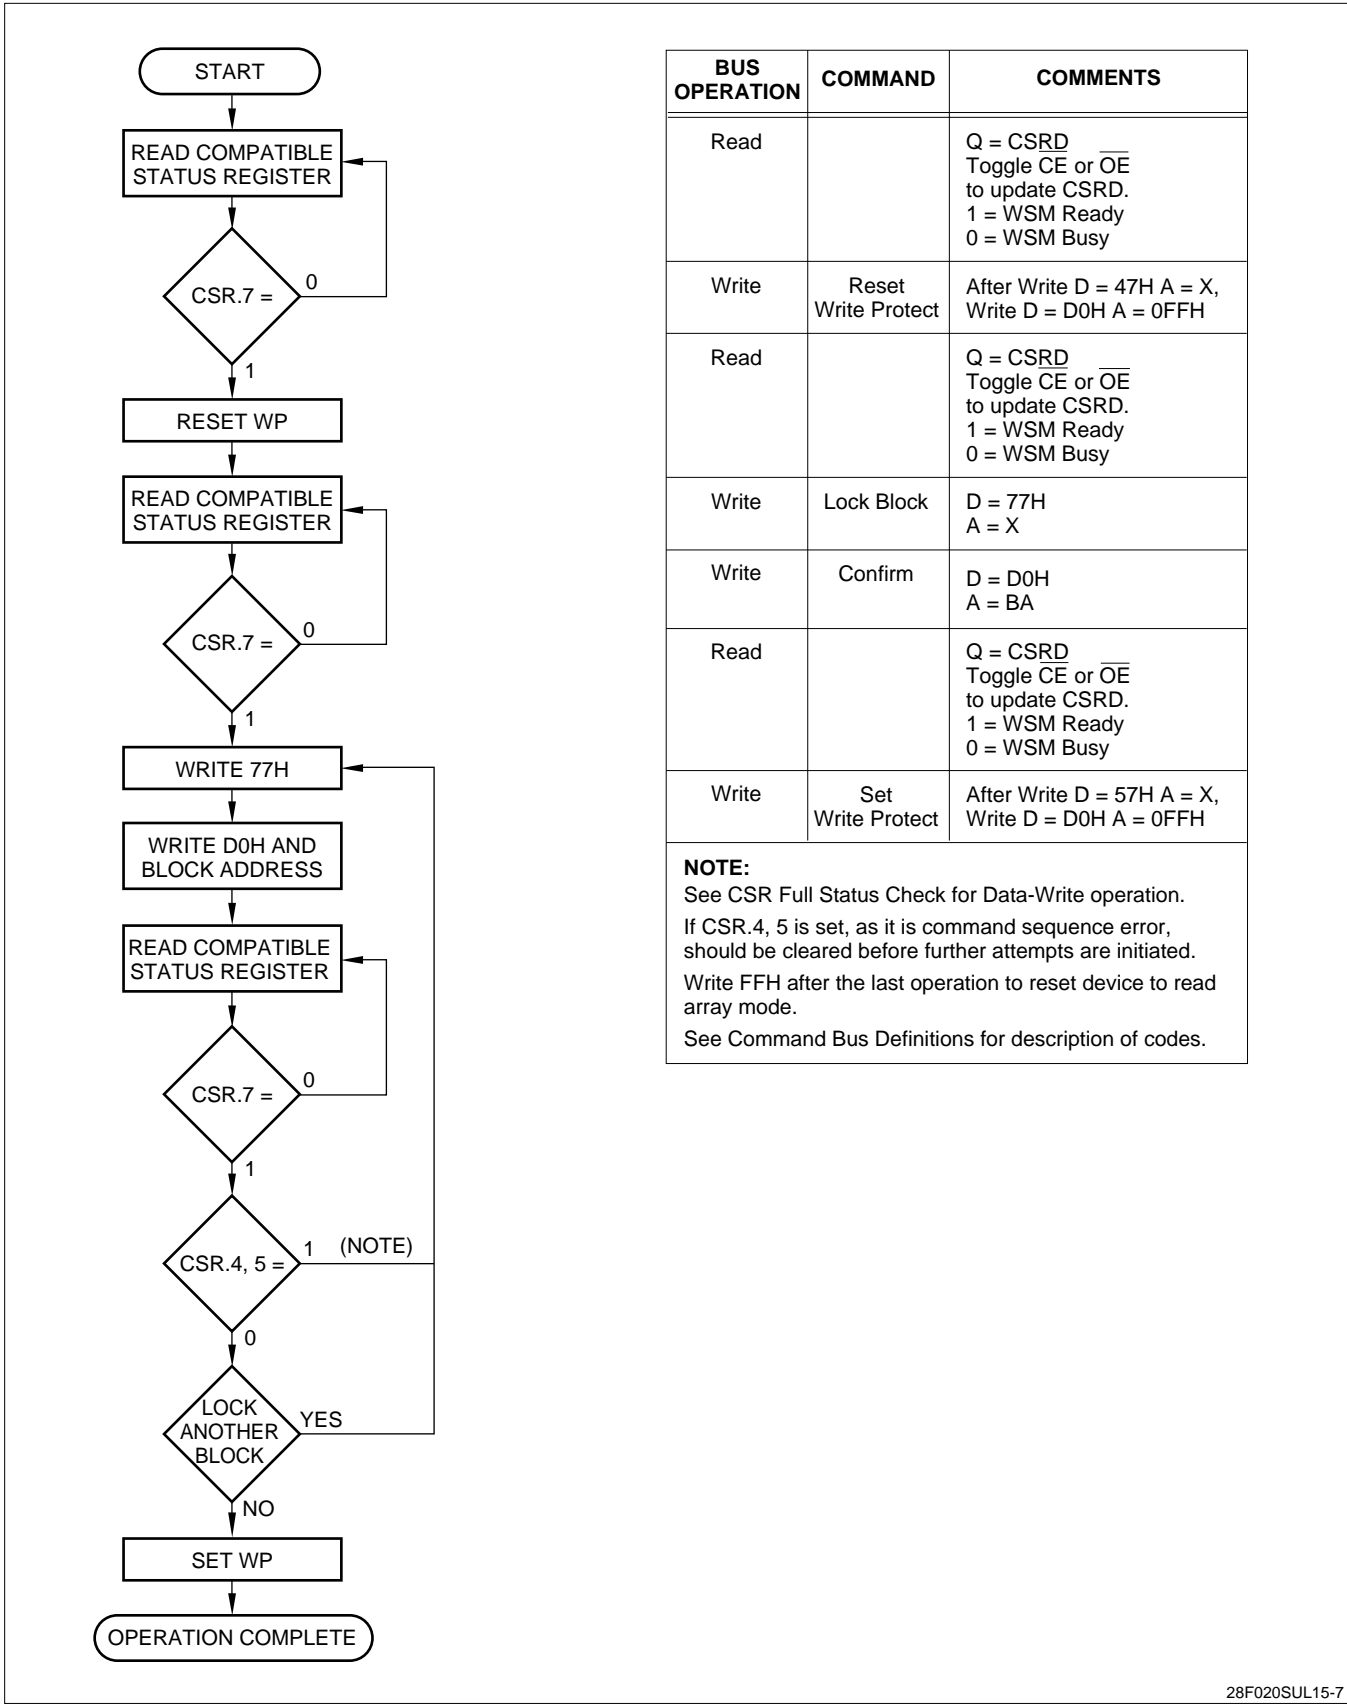 START
READ COMPATIBLE
STATUS REGISTER
CSR.7 =
0
1
RESET WP
READ COMPATIBLE
STATUS REGISTER
CSR.7 =
0
1
WRITE 77H
WRITE D0H AND
BLOCK ADDRESS
READ COMPATIBLE
STATUS REGISTER
CSR.7 =
0
1
CSR.4, 5 =
1 (NOTE)
0
LOCK
ANOTHER
BLOCK
YES
NO
SET WP
OPERATION COMPLETE
BUS
OPERATION
COMMAND
COMMENTS
Read
Q = CSRD
Toggle C̅E̅ or O̅E̅
to update CSRD.
1 = WSM Ready
0 = WSM Busy
Write
Reset
Write Protect
After Write D = 47H A = X,
Write D = D0H A = 0FFH
Read
Q = CSRD
Toggle C̅E̅ or O̅E̅
to update CSRD.
1 = WSM Ready
0 = WSM Busy
Write
Lock Block
D = 77H
A = X
Write
Confirm
D = D0H
A = BA
Read
Q = CSRD
Toggle C̅E̅ or O̅E̅
to update CSRD.
1 = WSM Ready
0 = WSM Busy
Write
Set
Write Protect
After Write D = 57H A = X,
Write D = D0H A = 0FFH
NOTE:
See CSR Full Status Check for Data-Write operation.
If CSR.4, 5 is set, as it is command sequence error,
should be cleared before further attempts are initiated.
Write FFH after the last operation to reset device to read
array mode.
See Command Bus Definitions for description of codes.
28F020SUL15-7